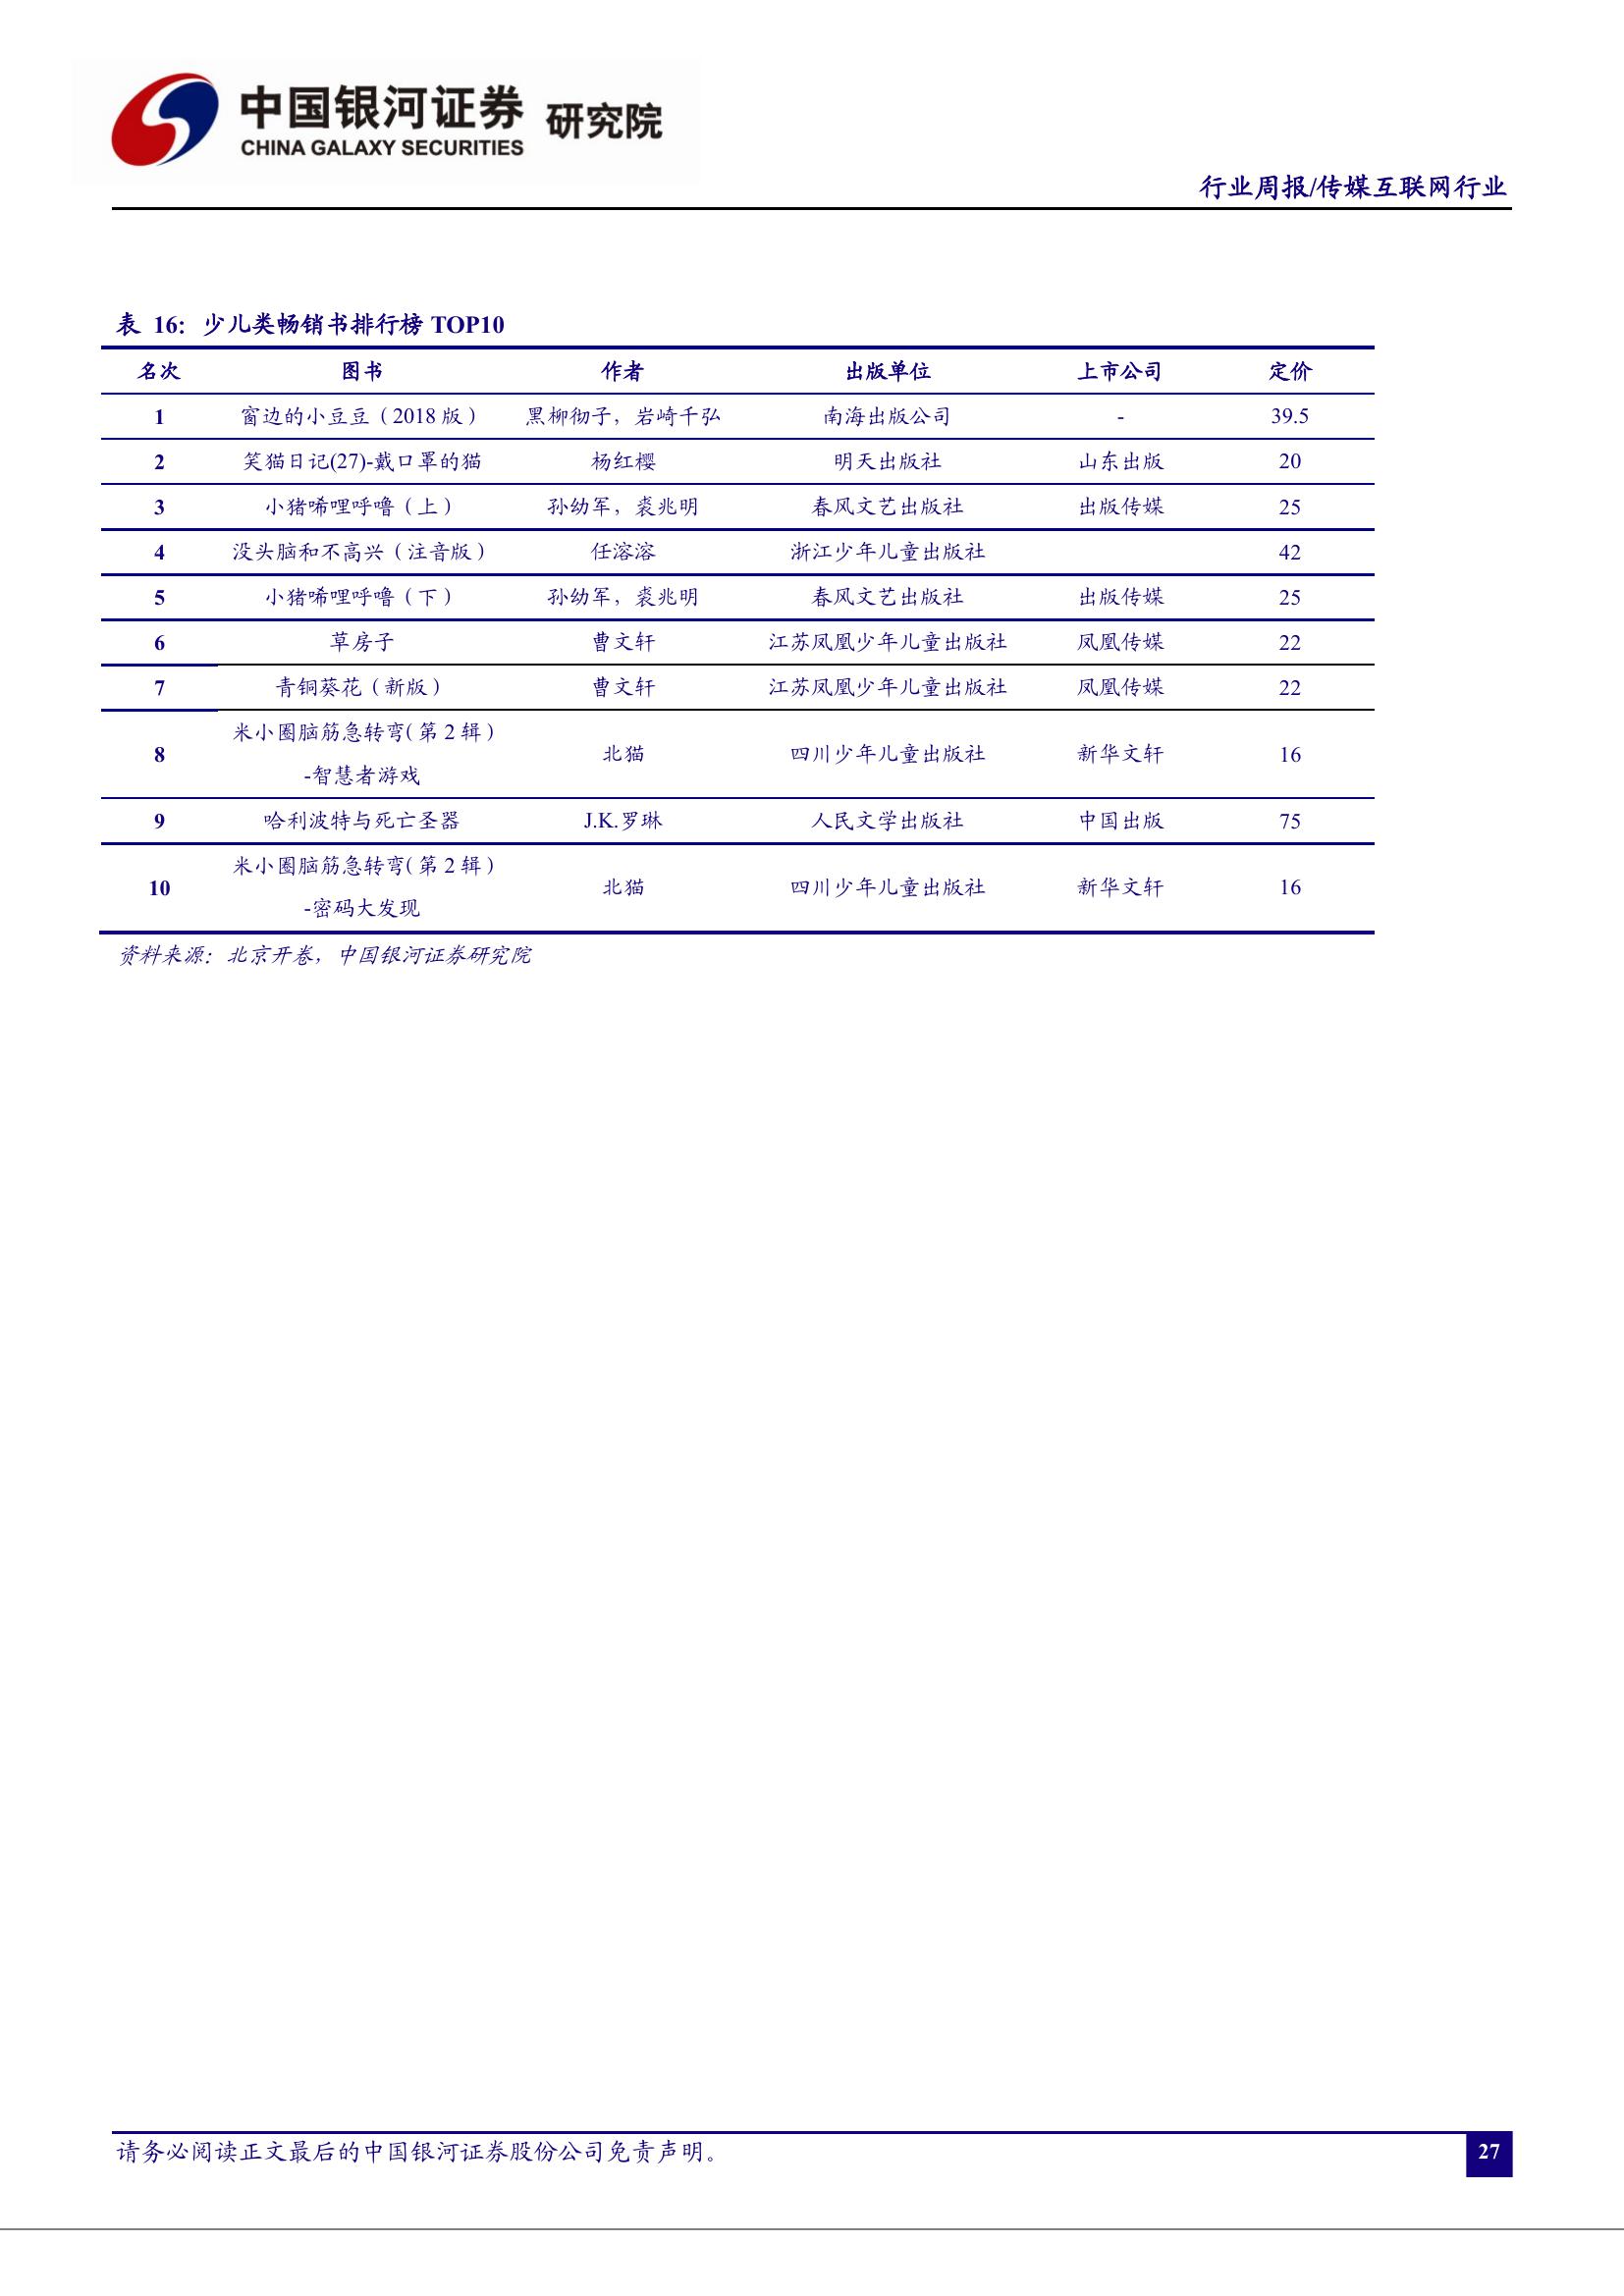 中国银河证券 研究院
CHINA GALAXY SECURITIES
行业周报/传媒互联网行业
表 16: 少儿类畅销书排行榜 TOP10
名次 图书 作者 出版单位 上市公司 定价
1 窗边的小豆豆（2018 版） 黑柳彻子，岩崎千弘 南海出版公司 - 39.5
2 笑猫日记(27)-戴口罩的猫 杨红樱 明天出版社 山东出版 20
3 小猪唏哩呼噜（上） 孙幼军，裘兆明 春风文艺出版社 出版传媒 25
4 没头脑和不高兴（注音版） 任溶溶 浙江少年儿童出版社 42
5 小猪唏哩呼噜（下） 孙幼军，裘兆明 春风文艺出版社 出版传媒 25
6 草房子 曹文轩 江苏凤凰少年儿童出版社 凤凰传媒 22
7 青铜葵花（新版） 曹文轩 江苏凤凰少年儿童出版社 凤凰传媒 22
米小圈脑筋急转弯(第 2 辑）
8 北猫 四川少年儿童出版社 新华文轩 16
-智慧者游戏
9 哈利波特与死亡圣器 J.K.罗琳 人民文学出版社 中国出版 75
米小圈脑筋急转弯(第 2 辑）
10 北猫 四川少年儿童出版社 新华文轩 16
-密码大发现
资料来源：北京开卷，中国银河证券研究院
请务必阅读正文最后的中国银河证券股份公司免责声明。
27